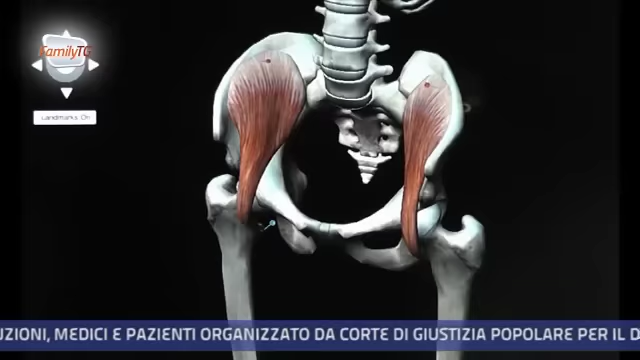 FamilyTG
Landmarks On
UZIONI, MEDICI E PAZIENTI ORGANIZZATO DA CORTE DI GIUSTIZIA POPOLARE PER IL D